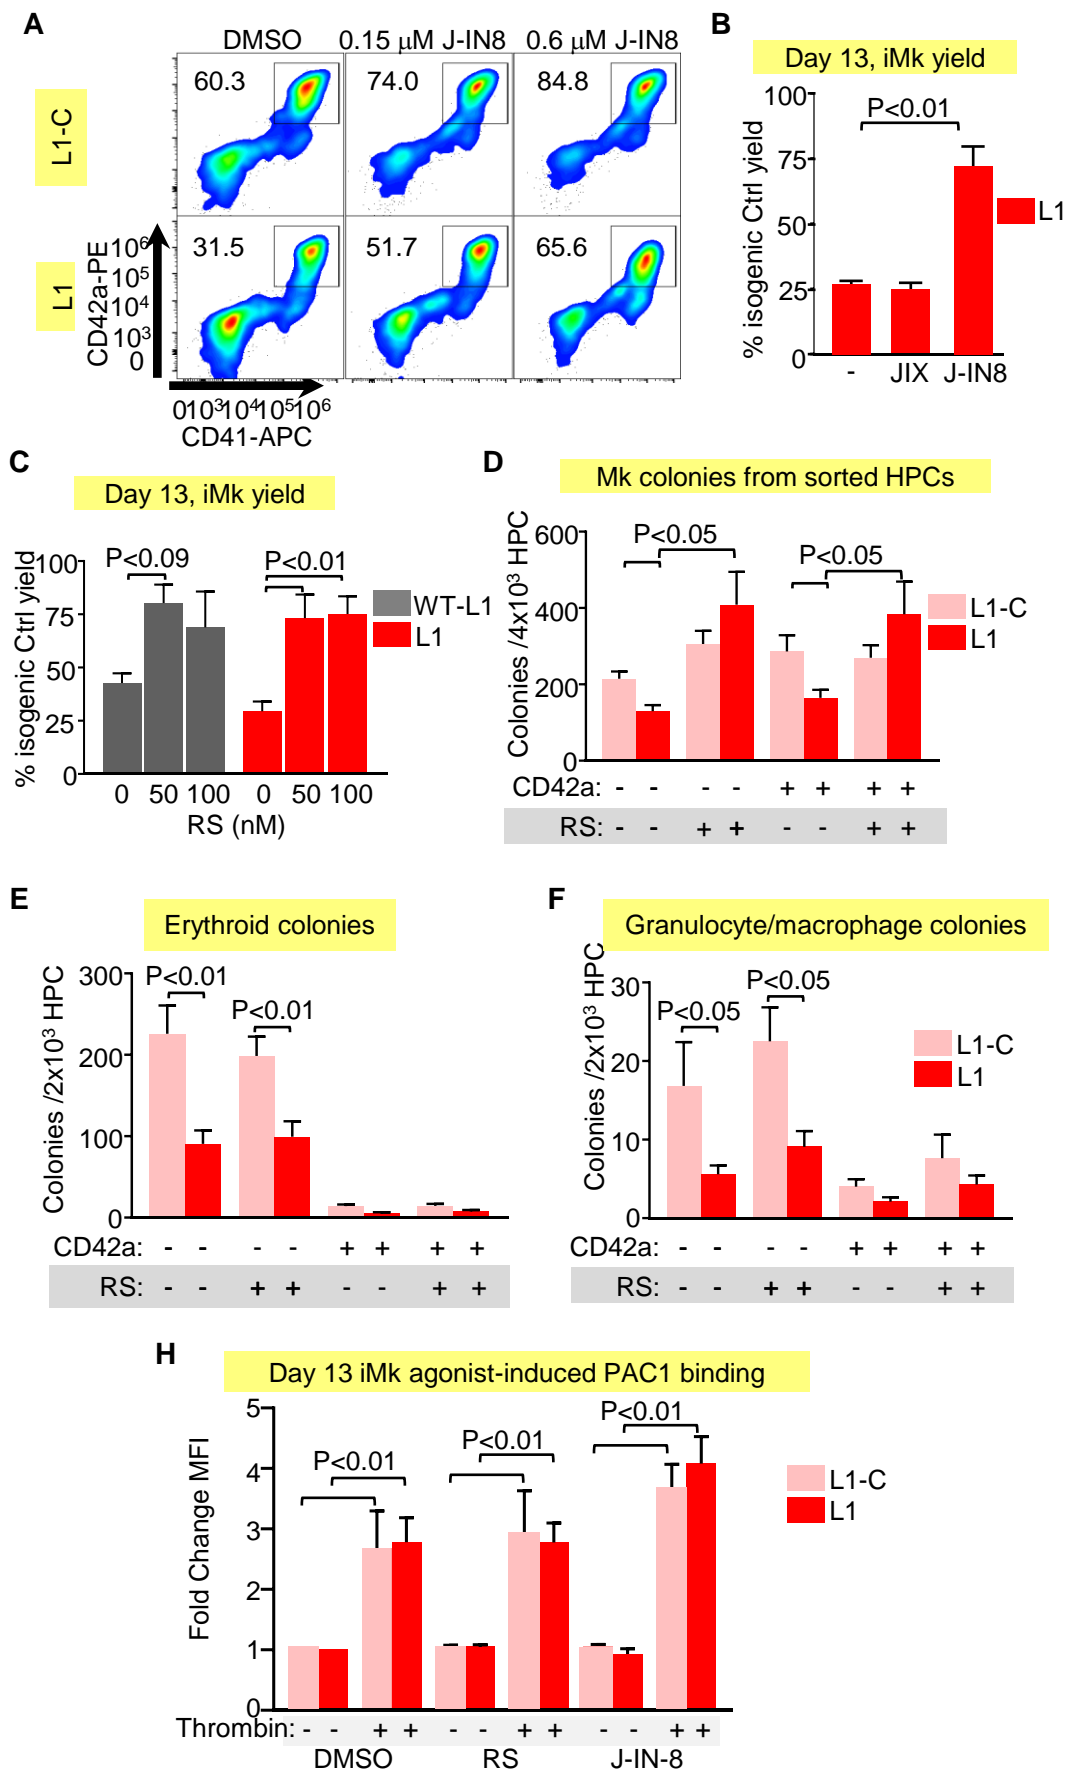 A
DMSO 0.15 µM J-IN8 0.6 µM J-IN8
L1-C
60.3 74.0 84.8
L1
31.5 51.7 65.6
CD42a-PE
10⁶
10⁵
10⁴
10³
0
010³10⁴10⁵10⁶
CD41-APC
B
Day 13, iMk yield
% isogenic Ctrl yield
100
75
50
25
0
P<0.01
L1
- JIX J-IN8
C
Day 13, iMk yield
% isogenic Ctrl yield
100
75
50
25
0
P<0.09 P<0.01
WT-L1
L1
0 50 100 0 50 100
RS (nM)
D
Mk colonies from sorted HPCs
Colonies /4x10³ HPC
600
400
200
0
P<0.05 P<0.05
L1-C
L1
CD42a: - - - - + + + +
RS: - - + + - - + +
E
Erythroid colonies
Colonies /2x10³ HPC
300
200
100
0
P<0.01 P<0.01
CD42a: - - - - + + + +
RS: - - + + - - + +
F
Granulocyte/macrophage colonies
Colonies /2x10³ HPC
30
20
10
0
P<0.05 P<0.05
L1-C
L1
CD42a: - - - - + + + +
RS: - - + + - - + +
H
Day 13 iMk agonist-induced PAC1 binding
Fold Change MFI
5
4
3
2
1
0
P<0.01 P<0.01 P<0.01
L1-C
L1
Thrombin: - - + + - - + + - - + +
DMSO RS J-IN-8